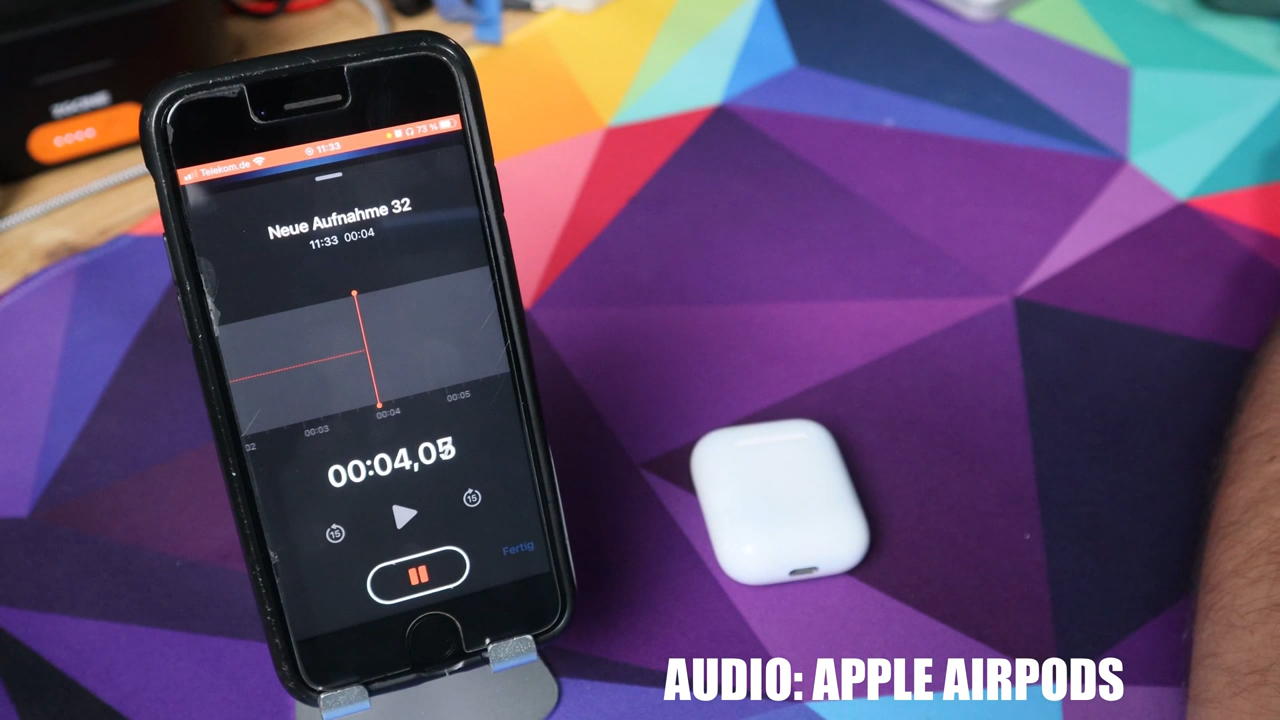 Telekom.de 11:33 73 %
Neue Aufnahme 32
11:33 00:04
02 00:03 00:04 00:05
00:04,05
15 15
Fertig
AUDIO: APPLE AIRPODS